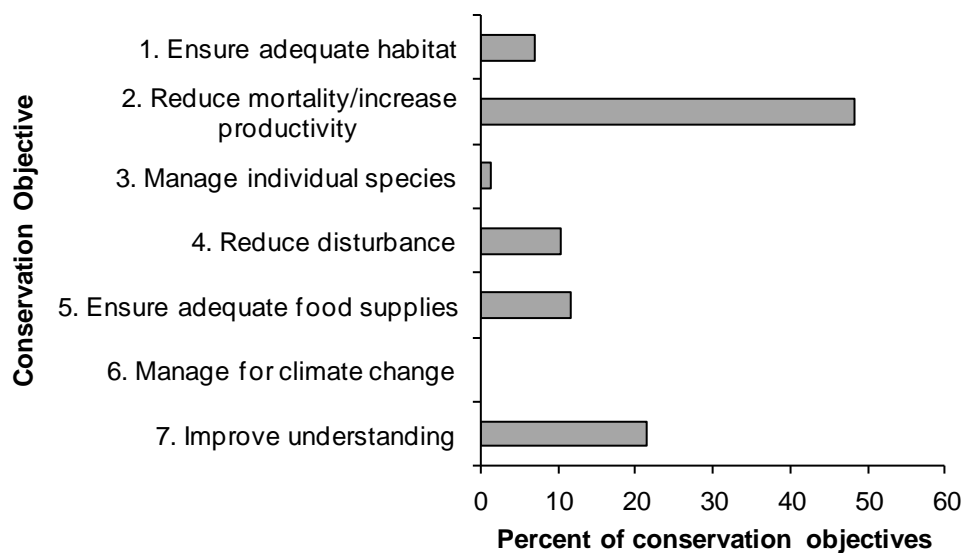 Conservation Objective
1. Ensure adequate habitat
2. Reduce mortality/increase
productivity
3. Manage individual species
4. Reduce disturbance
5. Ensure adequate food supplies
6. Manage for climate change
7. Improve understanding
0 10 20 30 40 50 60
Percent of conservation objectives